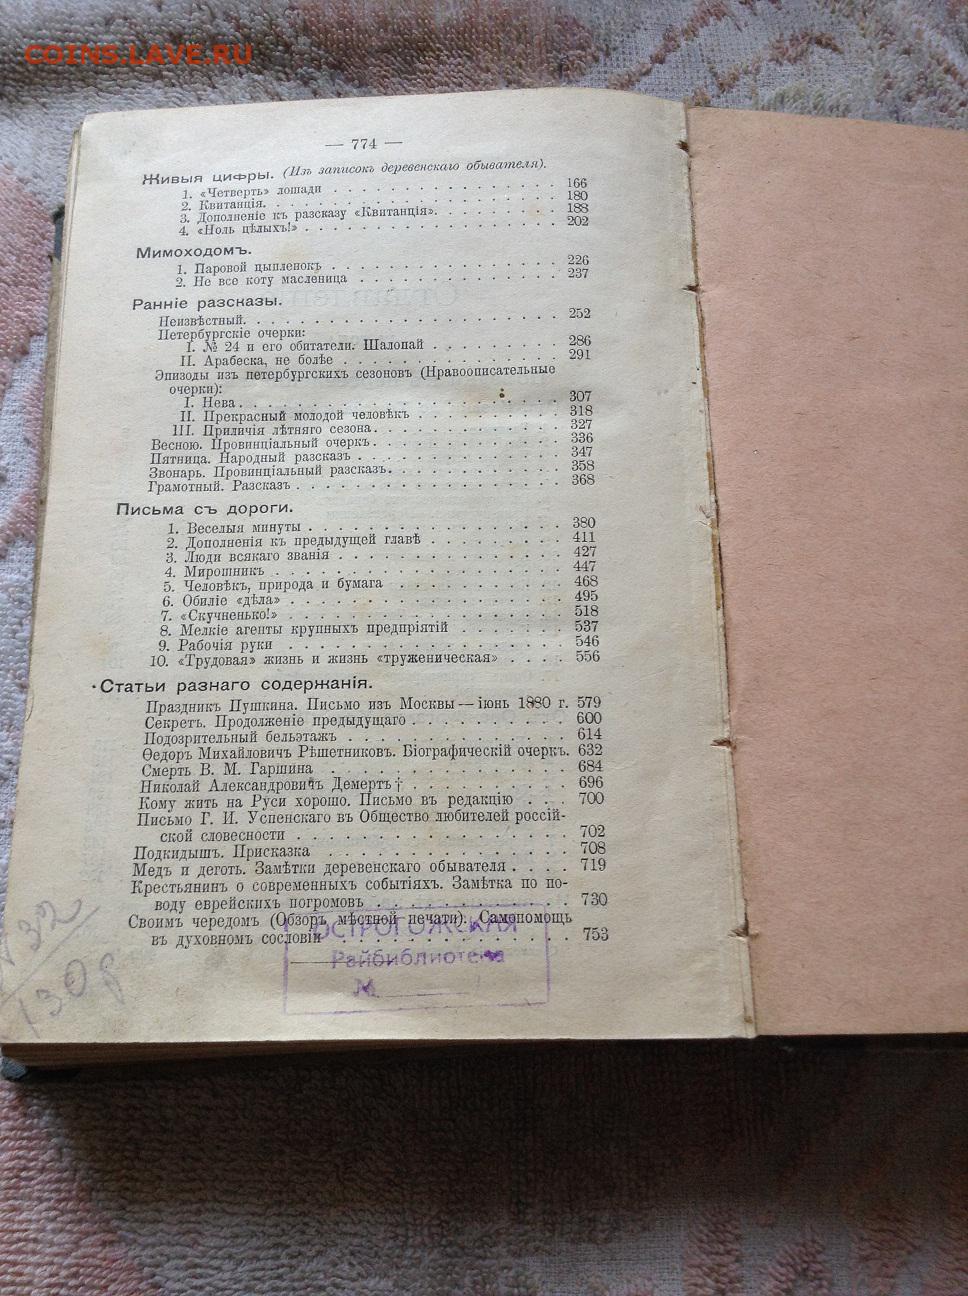 COINS.LAVE.RU
— 774 —
Живыя цифры. (Изъ записокъ деревенскаго обывателя).
1. «Четверть» лошади . . . . . . . . . . . . . . . . 166
2. Квитанція. . . . . . . . . . . . . . . . . . . . 180
3. Дополненіе къ разсказу «Квитанція». . . . . . . . . 188
4. «Ноль цѣлыхъ!» . . . . . . . . . . . . . . . . . 202
Мимоходомъ.
1. Паровой цыпленокъ . . . . . . . . . . . . . . . . 226
2. Не все коту масленица . . . . . . . . . . . . . . 237
Ранніе разсказы.
Неизвѣстный. . . . . . . . . . . . . . . . . . . . . 252
Петербургскіе очерки:
I. № 24 и его обитатели. Шалопай . . . . . . . . . . 286
II. Арабеска, не болѣе . . . . . . . . . . . . . . . 291
Эпизоды изъ петербургскихъ сезоновъ (Нравоописательные
очерки):
I. Нева. . . . . . . . . . . . . . . . . . . . . . . 307
II. Прекрасный молодой человѣкъ . . . . . . . . . . . 318
III. Приличія лѣтняго сезона. . . . . . . . . . . . . 327
Весною. Провинціальный очеркъ. . . . . . . . . . . . 336
Пятница. Народный разсказъ . . . . . . . . . . . . . 347
Звонарь. Провинціальный разсказъ. . . . . . . . . . . 358
Грамотный. Разсказъ . . . . . . . . . . . . . . . . . 368
Письма съ дороги.
1. Веселыя минуты . . . . . . . . . . . . . . . . . . 380
2. Дополненія къ предыдущей главѣ . . . . . . . . . . 411
3. Люди всякаго званія . . . . . . . . . . . . . . . 427
4. Мирошникъ . . . . . . . . . . . . . . . . . . . . 447
5. Человѣкъ, природа и бумага . . . . . . . . . . . . 468
6. Обиліе «дѣла» . . . . . . . . . . . . . . . . . . 495
7. «Скучненько!» . . . . . . . . . . . . . . . . . . 518
8. Мелкіе агенты крупныхъ предпріятій . . . . . . . . 537
9. Рабочія руки . . . . . . . . . . . . . . . . . . . 546
10. «Трудовая» жизнь и жизнь «труженическая» . . . . 556
Статьи разнаго содержанія.
Праздникъ Пушкина. Письмо изъ Москвы — іюнь 1880 г. 579
Секретъ. Продолженіе предыдущаго . . . . . . . . . . 600
Подозрительный бельэтажъ . . . . . . . . . . . . . . 614
Ѳедоръ Михайловичъ Рѣшетниковъ. Біографическій очеркъ. 632
Смерть В. М. Гаршина . . . . . . . . . . . . . . . . 684
Николай Александровичъ Демертъ † . . . . . . . . . . 696
Кому жить на Руси хорошо. Письмо въ редакцію . . . 700
Письмо Г. И. Успенскаго въ Общество любителей россій-
ской словесности . . . . . . . . . . . . . . . . . . 702
Подкидышъ. Присказка . . . . . . . . . . . . . . . . 708
Медъ и деготь. Замѣтки деревенскаго обывателя . . . . 719
Крестьянинъ о современныхъ событіяхъ. Замѣтка по по-
воду еврейскихъ погромовъ . . . . . . . . . . . . . . 730
Своимъ чередомъ (Обзоръ мѣстной печати). Самопомощь
въ духовномъ сословіи . . . . . . . . . . . . . . . . 753
ОСТРОГОЖСКАЯ
Райбиблиотека
№
N 32
130р